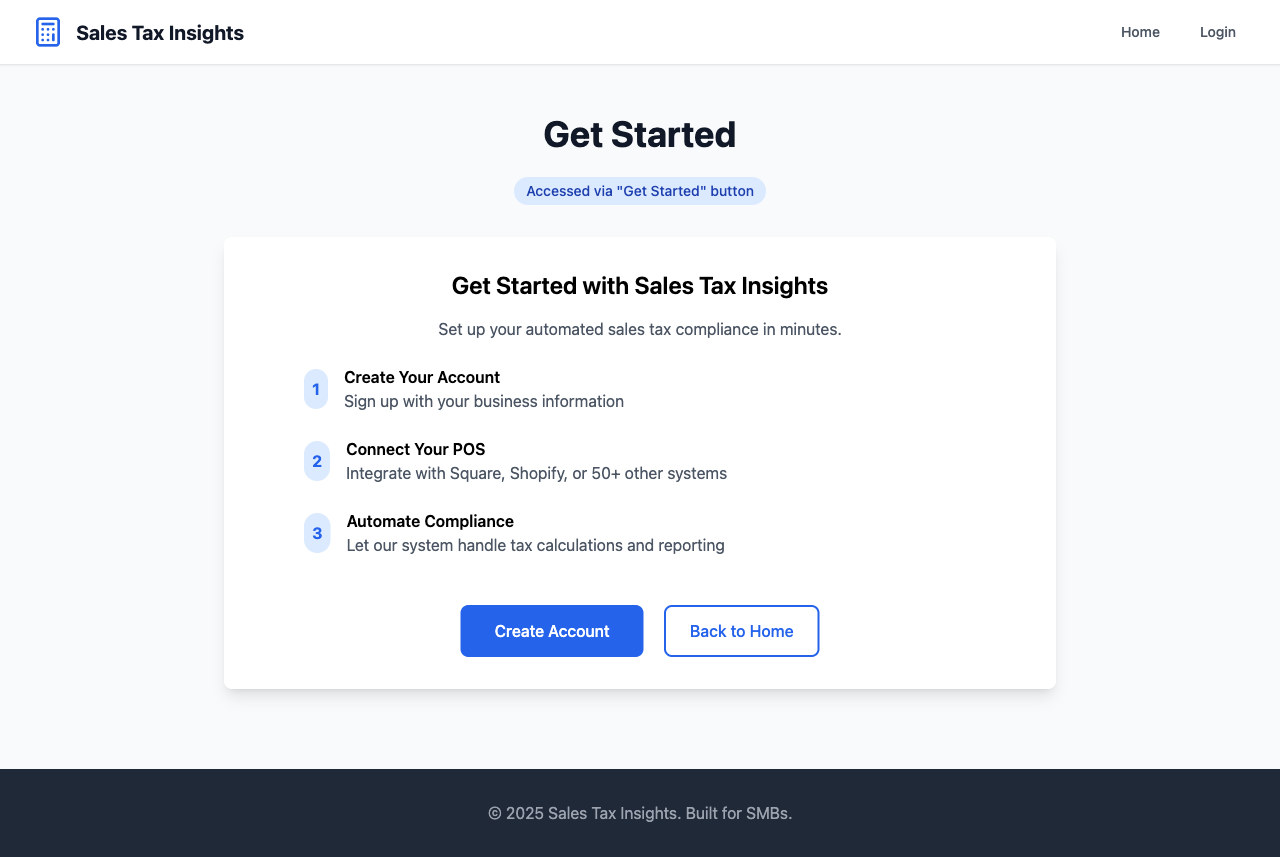 Sales Tax Insights
Home
Login
Get Started
Accessed via "Get Started" button
Get Started with Sales Tax Insights
Set up your automated sales tax compliance in minutes.
1
Create Your Account
Sign up with your business information
2
Connect Your POS
Integrate with Square, Shopify, or 50+ other systems
3
Automate Compliance
Let our system handle tax calculations and reporting
Create Account
Back to Home
© 2025 Sales Tax Insights. Built for SMBs.